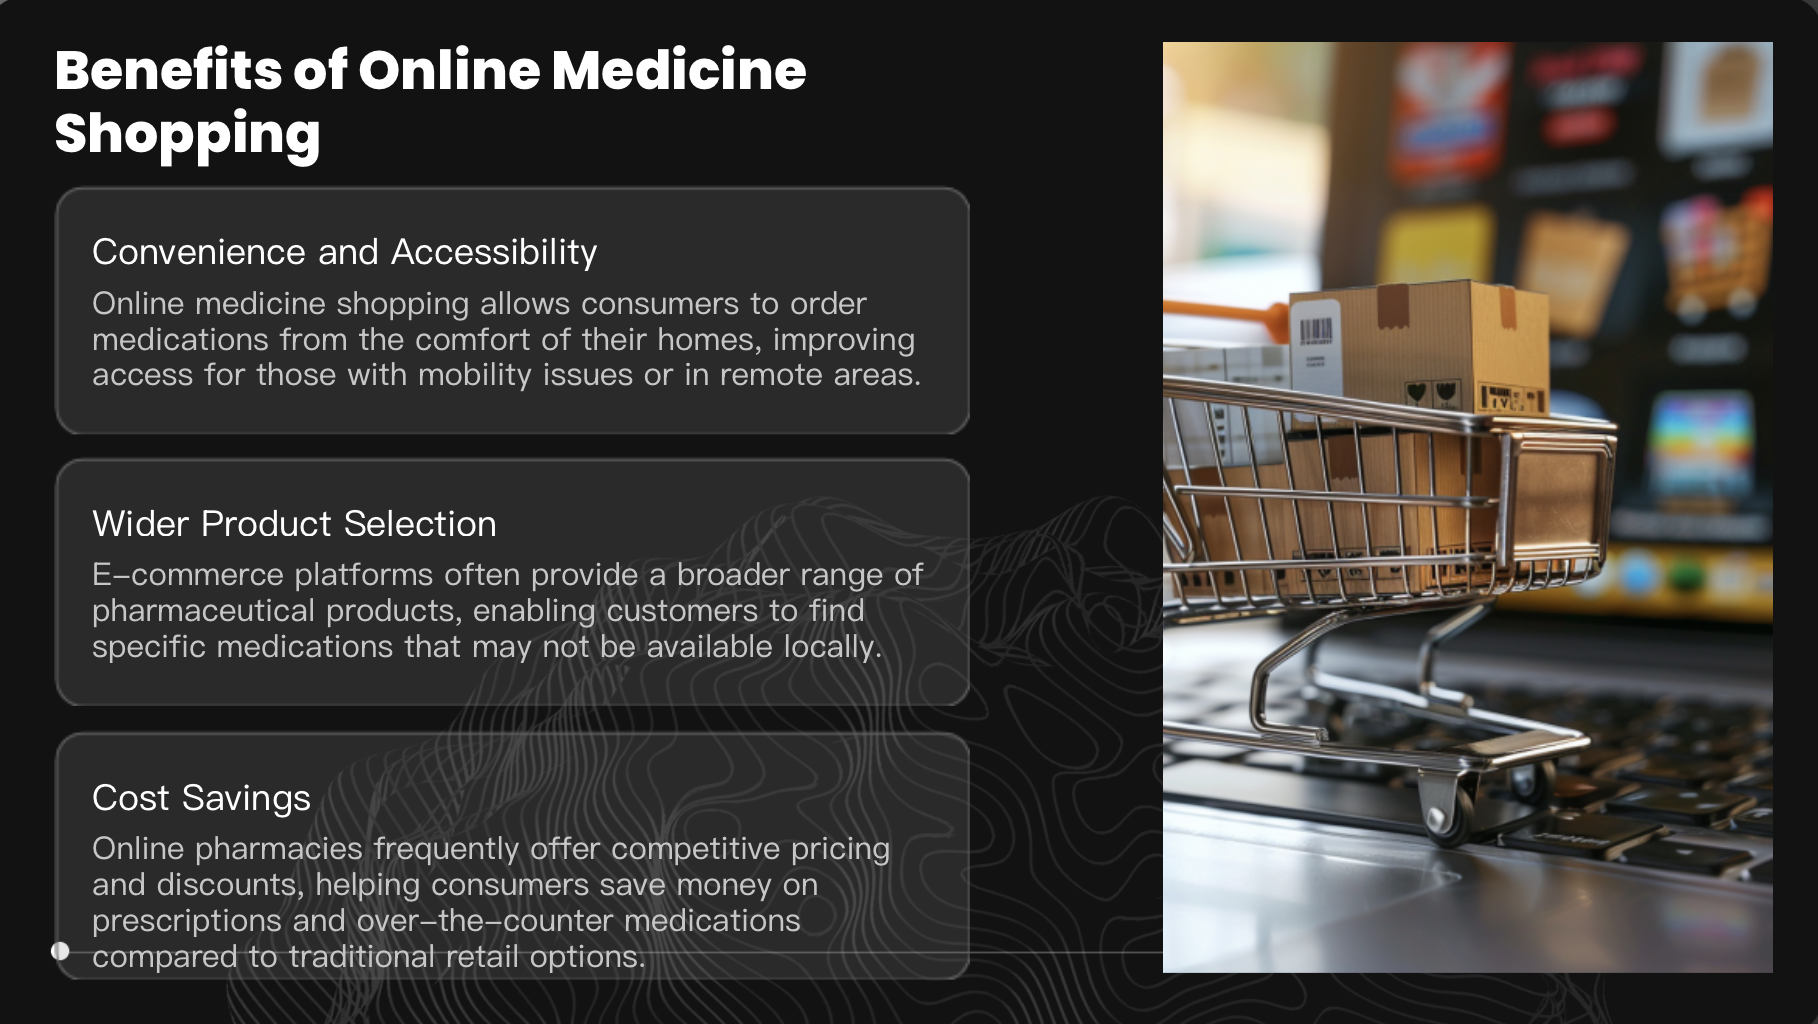 Benefits of Online Medicine
Shopping
Convenience and Accessibility
Online medicine shopping allows consumers to order
medications from the comfort of their homes, improving
access for those with mobility issues or in remote areas.
Wider Product Selection
E–commerce platforms often provide a broader range of
pharmaceutical products, enabling customers to find
specific medications that may not be available locally.
Cost Savings
Online pharmacies frequently offer competitive pricing
and discounts, helping consumers save money on
prescriptions and over–the–counter medications
compared to traditional retail options.